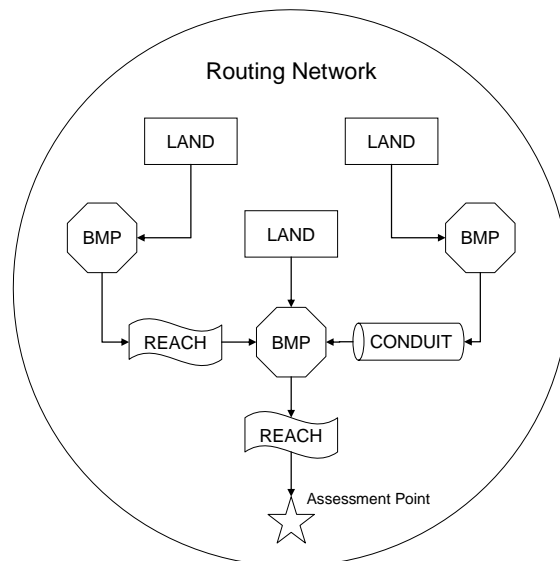 Routing Network
LAND
LAND
BMP
LAND
BMP
REACH
BMP
CONDUIT
REACH
Assessment Point